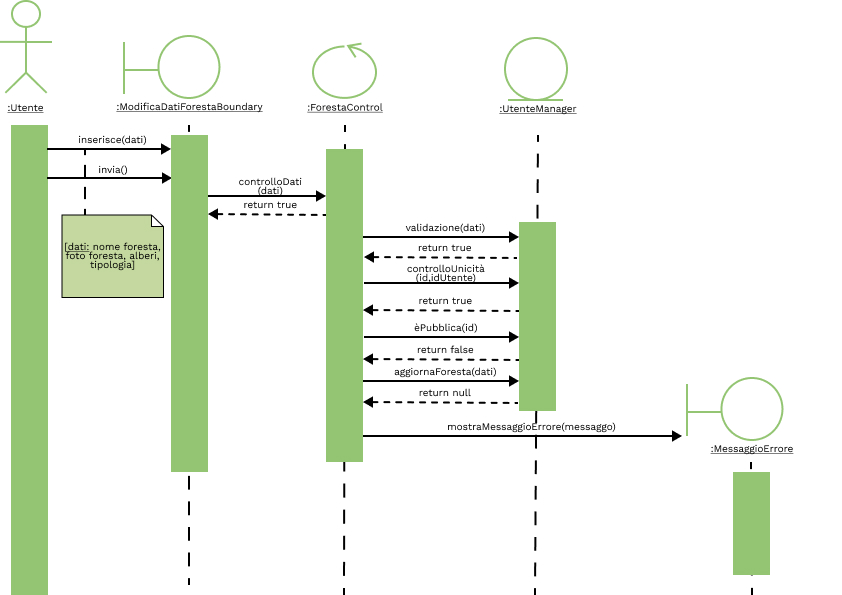 :Utente
:ModificaDatiForestaBoundary
:ForestaControl
:UtenteManager
inserisce(dati)
invia()
controlloDati
(dati)
return true
[dati: nome foresta,
foto foresta, alberi,
tipologia]
validazione(dati)
return true
controlloUnicità
(id,idUtente)
return true
èPubblica(id)
return false
aggiornaForesta(dati)
return null
mostraMessaggioErrore(messaggo)
:MessaggioErrore